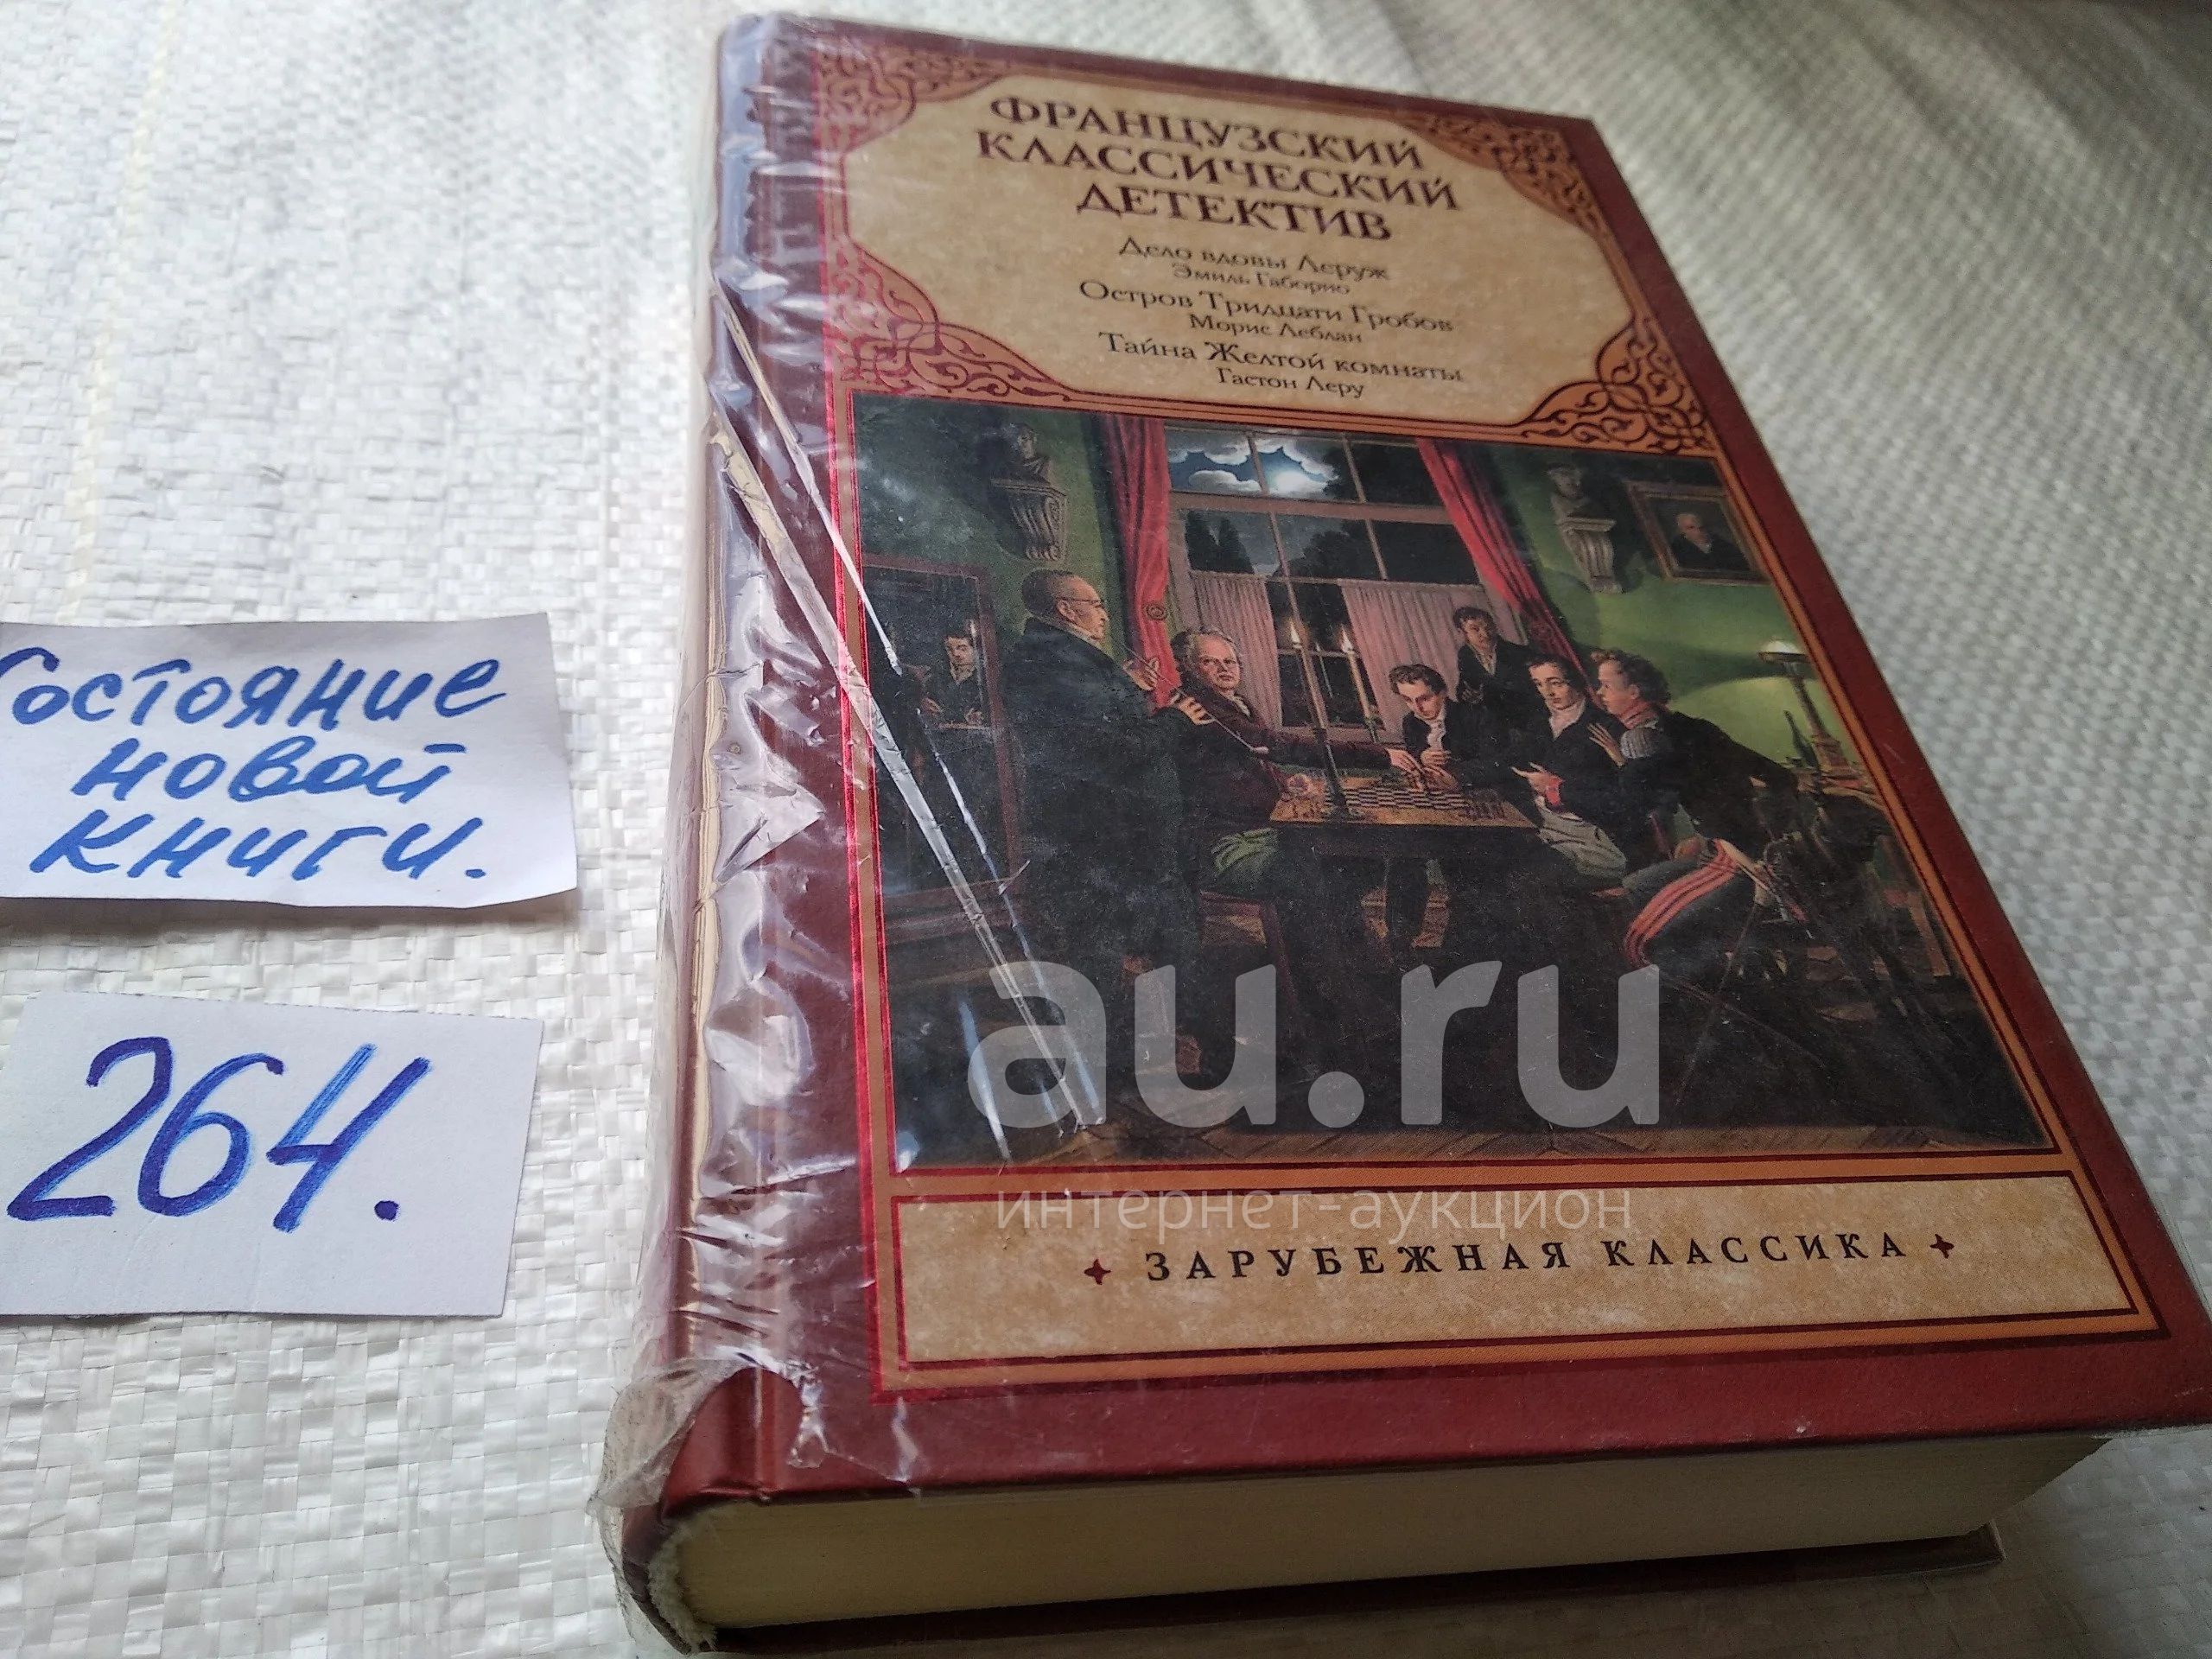 ФРАНЦУЗСКИЙ
КЛАССИЧЕСКИЙ
ДЕТЕКТИВ
Дело вдовы Леруж
Эмиль Габорио
Остров Тридцати Гробов
Морис Леблан
Тайна Желтой комнаты
Гастон Леру
Состояние
новой
книги.
264.
au.ru
интернет-аукцион
ЗАРУБЕЖНАЯ КЛАССИКА